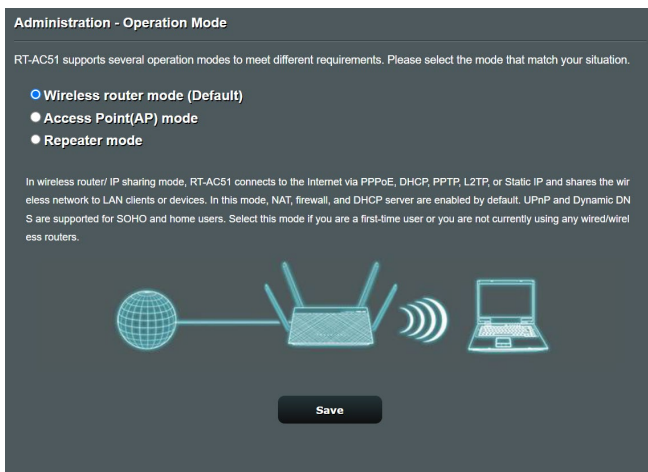 Administration - Operation Mode
RT-AC51 supports several operation modes to meet different requirements. Please select the mode that match your situation.
Wireless router mode (Default)
Access Point(AP) mode
Repeater mode
In wireless router/ IP sharing mode, RT-AC51 connects to the Internet via PPPoE, DHCP, PPTP, L2TP, or Static IP and shares the wir
eless network to LAN clients or devices. In this mode, NAT, firewall, and DHCP server are enabled by default. UPnP and Dynamic DN
S are supported for SOHO and home users. Select this mode if you are a first-time user or you are not currently using any wired/wirel
ess routers.
Save